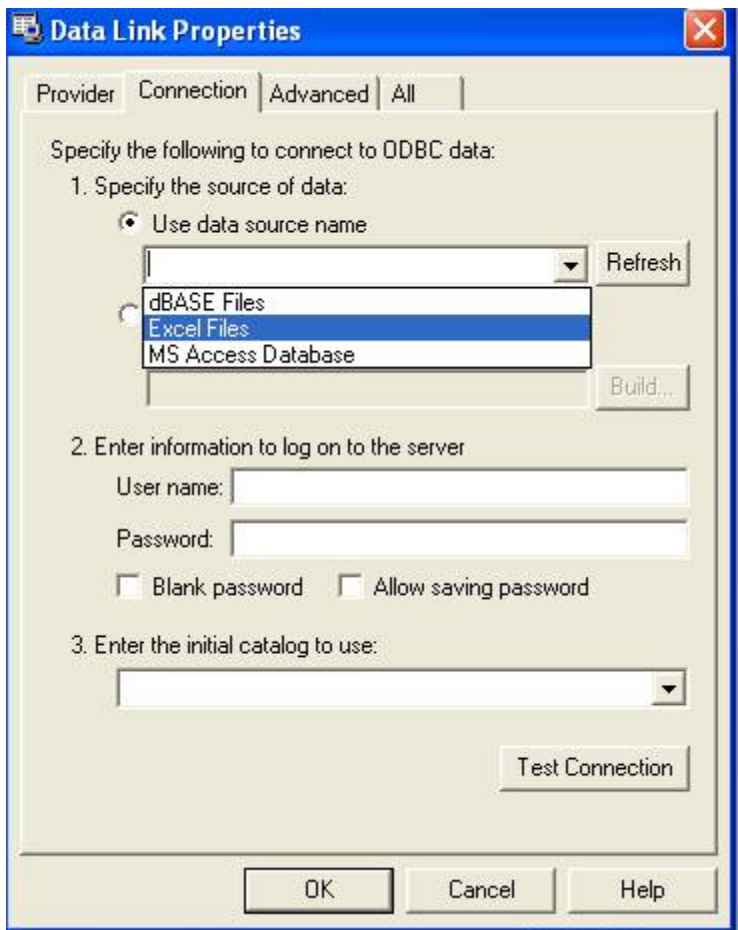 Data Link Properties
Provider Connection Advanced All
Specify the following to connect to ODBC data:
1. Specify the source of data:
Use data source name
Refresh
dBASE Files
Excel Files
MS Access Database
Build...
2. Enter information to log on to the server
User name:
Password:
Blank password Allow saving password
3. Enter the initial catalog to use:
Test Connection
OK Cancel Help